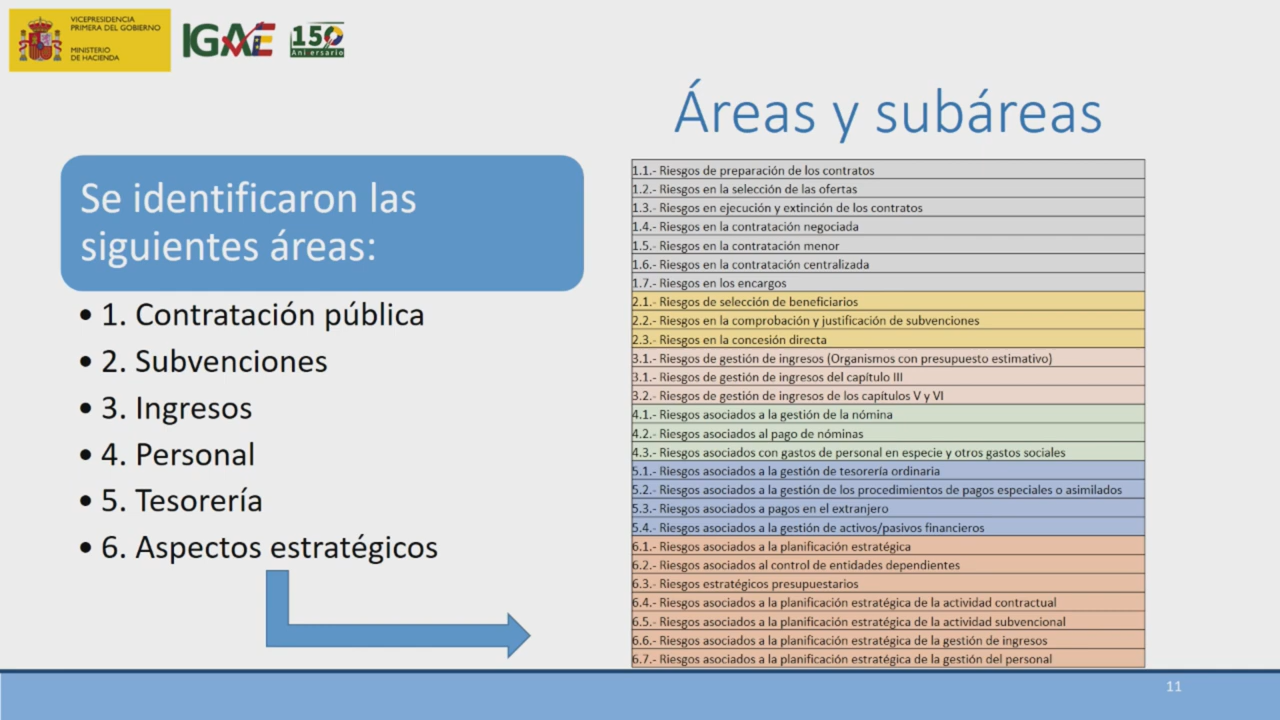 VICEPRESIDENCIA
PRIMERA DEL GOBIERNO
MINISTERIO
DE HACIENDA
IGAE
150
Aniversario
Áreas y subáreas
Se identificaron las
siguientes áreas:
• 1. Contratación pública
• 2. Subvenciones
• 3. Ingresos
• 4. Personal
• 5. Tesorería
• 6. Aspectos estratégicos
1.1.- Riesgos de preparación de los contratos
1.2.- Riesgos en la selección de las ofertas
1.3.- Riesgos en ejecución y extinción de los contratos
1.4.- Riesgos en la contratación negociada
1.5.- Riesgos en la contratación menor
1.6.- Riesgos en la contratación centralizada
1.7.- Riesgos en los encargos
2.1.- Riesgos de selección de beneficiarios
2.2.- Riesgos en la comprobación y justificación de subvenciones
2.3.- Riesgos en la concesión directa
3.1.- Riesgos de gestión de ingresos (Organismos con presupuesto estimativo)
3.1.- Riesgos de gestión de ingresos del capítulo III
3.2.- Riesgos de gestión de ingresos de los capítulos V y VI
4.1.- Riesgos asociados a la gestión de la nómina
4.2.- Riesgos asociados al pago de nóminas
4.3.- Riesgos asociados con gastos de personal en especie y otros gastos sociales
5.1.- Riesgos asociados a la gestión de tesorería ordinaria
5.2.- Riesgos asociados a la gestión de los procedimientos de pagos especiales o asimilados
5.3.- Riesgos asociados a pagos en el extranjero
5.4.- Riesgos asociados a la gestión de activos/pasivos financieros
6.1.- Riesgos asociados a la planificación estratégica
6.2.- Riesgos asociados al control de entidades dependientes
6.3.- Riesgos estratégicos presupuestarios
6.4.- Riesgos asociados a la planificación estratégica de la actividad contractual
6.5.- Riesgos asociados a la planificación estratégica de la actividad subvencional
6.6.- Riesgos asociados a la planificación estratégica de la gestión de ingresos
6.7.- Riesgos asociados a la planificación estratégica de la gestión del personal
11